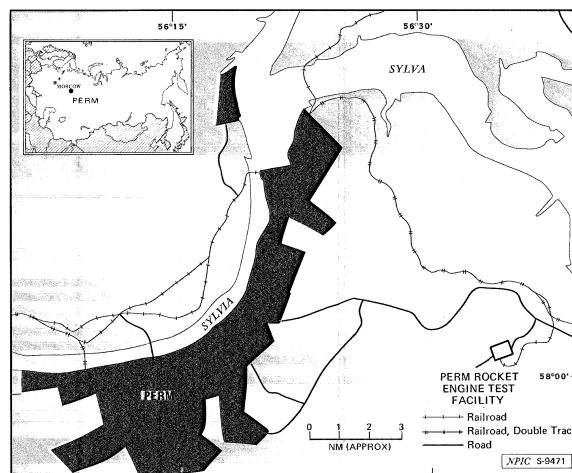 56°15'
56°30'
MOSCOW
PERM
SYLVA
SYLVIA
PERM
PERM ROCKET
ENGINE TEST
FACILITY
58°00'
Railroad
Railroad, Double Trac
Road
0 1 2 3
NM (APPROX)
NPIC S-9471